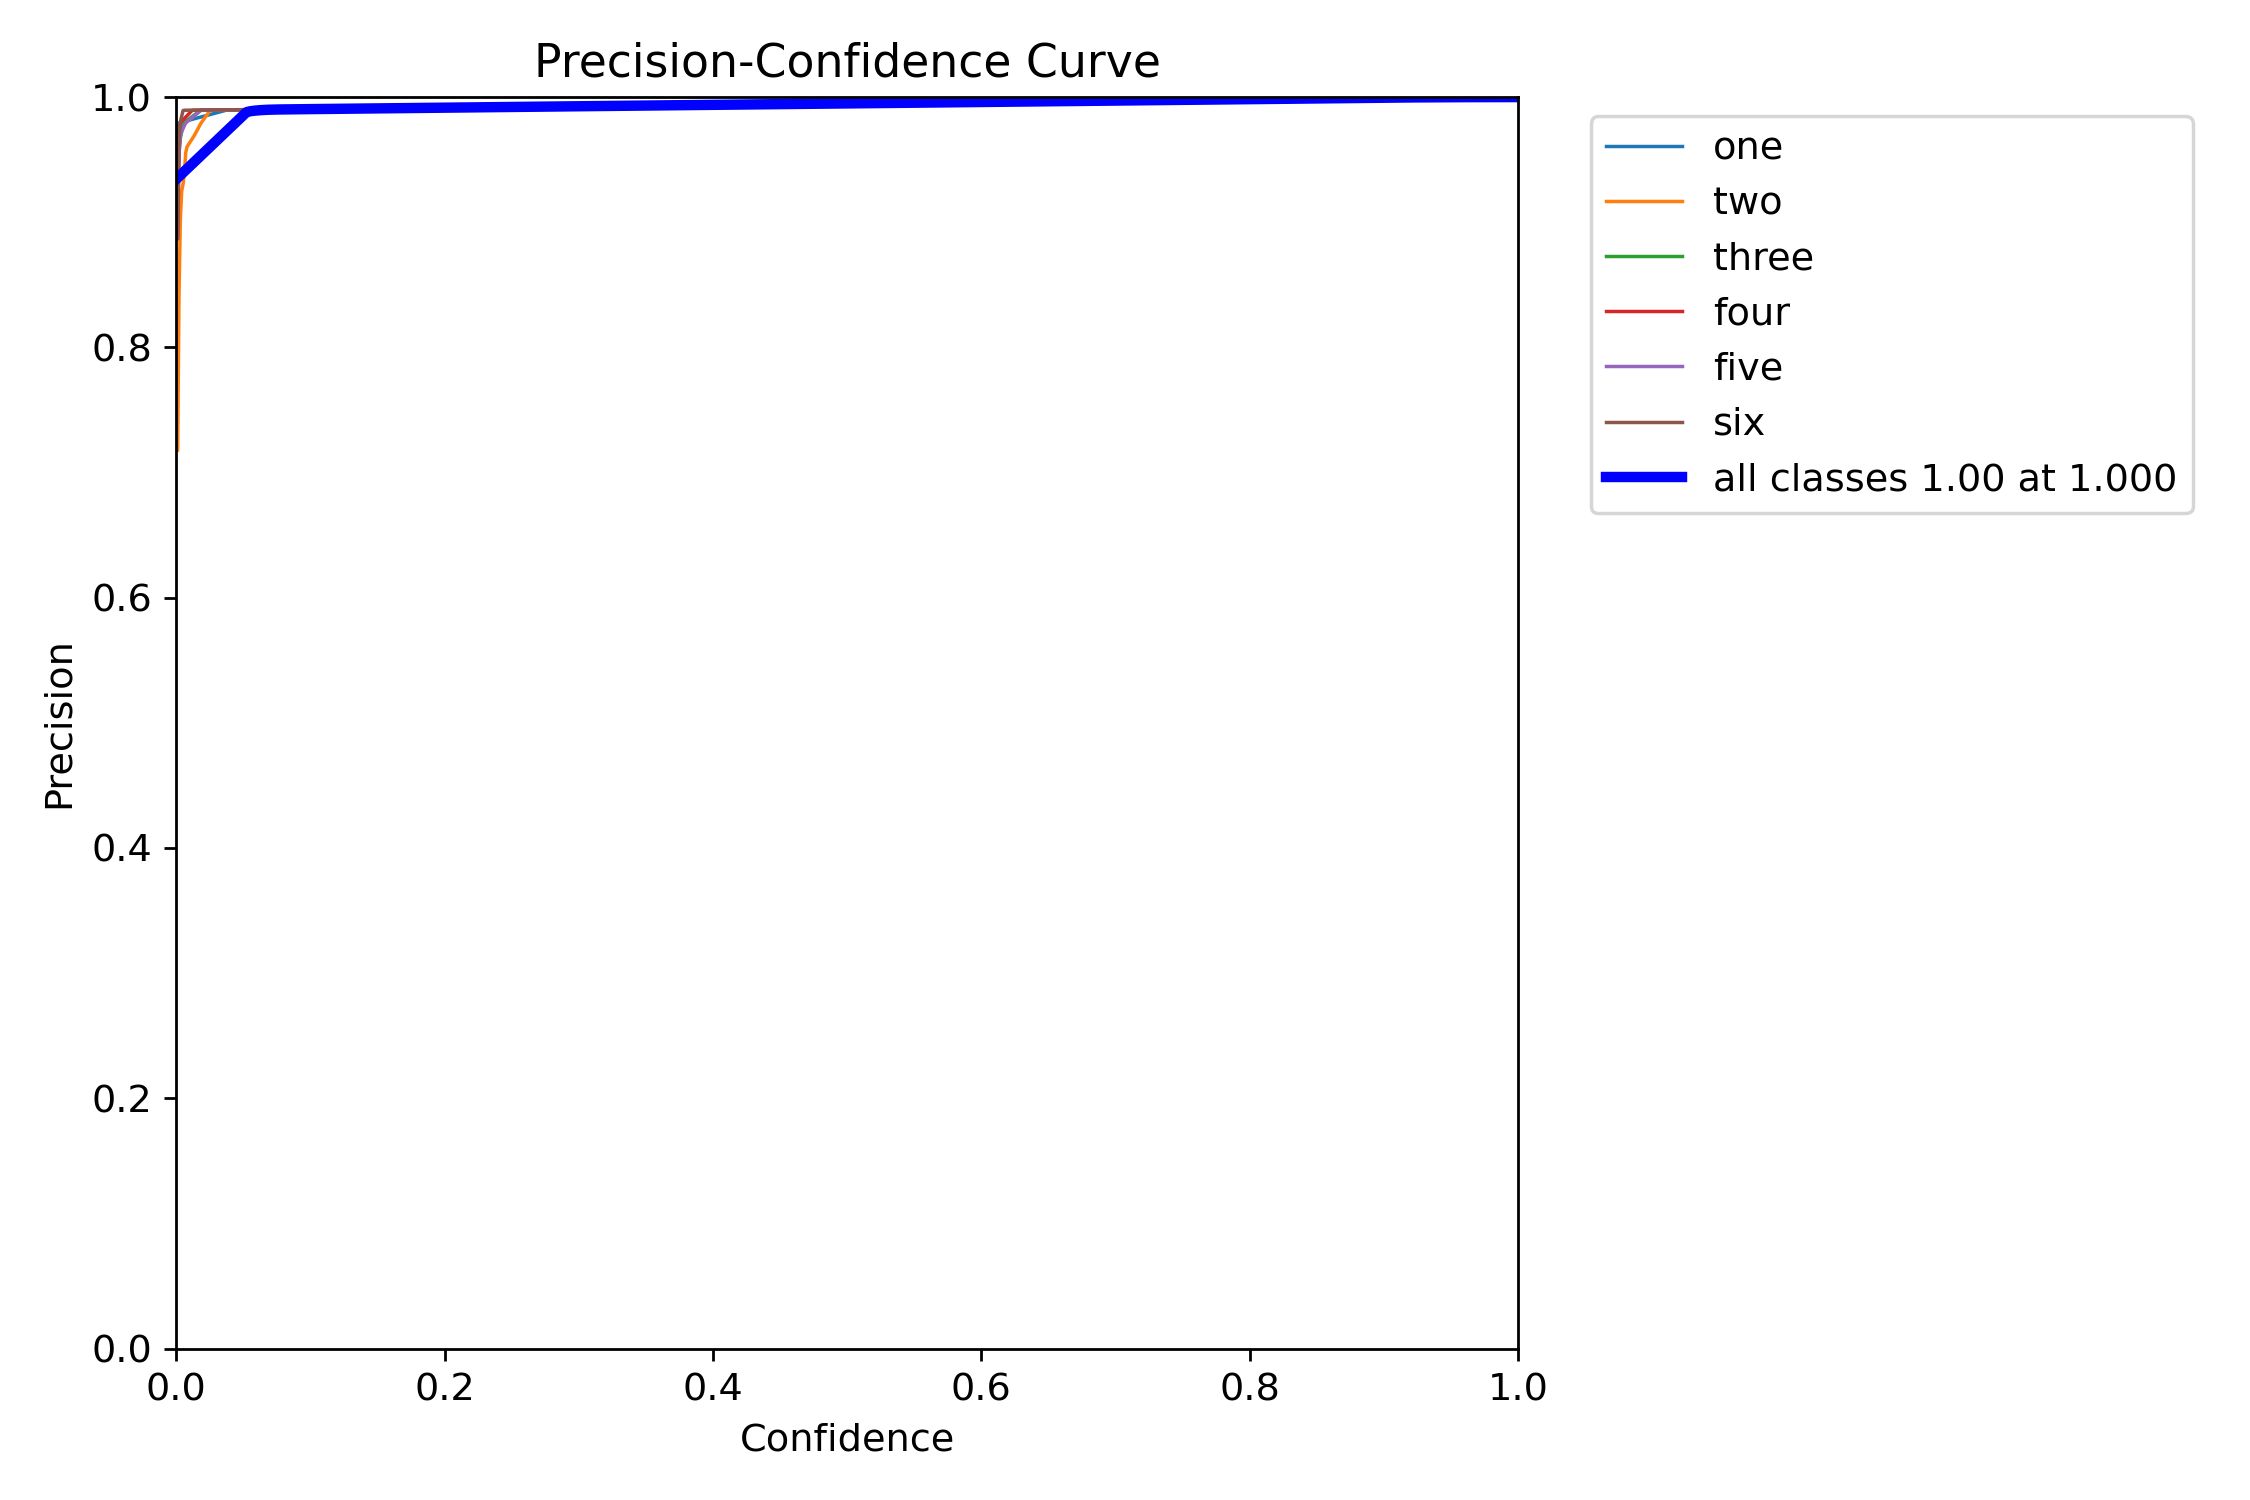 Precision-Confidence Curve
1.0
0.8
0.6
0.4
0.2
0.0
Precision
0.0 0.2 0.4 0.6 0.8 1.0
Confidence
one
two
three
four
five
six
all classes 1.00 at 1.000